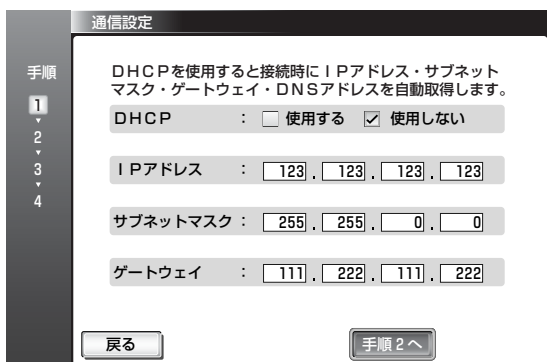 通信設定
手順
1
2
3
4
DHCPを使用すると接続時にIPアドレス・サブネット
マスク・ゲートウェイ・DNSアドレスを自動取得します。
DHCP : 使用する 使用しない
IPアドレス : 123 . 123 . 123 . 123
サブネットマスク : 255 . 255 . 0 . 0
ゲートウェイ : 111 . 222 . 111 . 222
戻る 手順2へ